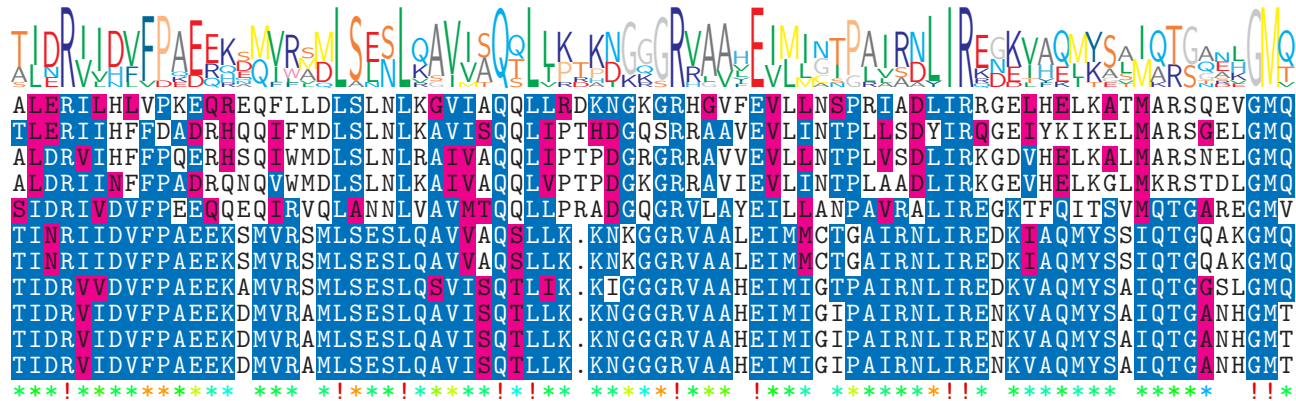 ALERILHLVPKEQREQFLLDLSLNLKGVIAQQLLRDKNGKGRHGVFEVLLNSPRIADLIRRGELHELKATMARSQEVGMQ
TLERIIHFFDADRHQQIFMDLSLNLKAVISQQLIPTHDGQSRRAAVEVLINTPLLSDYIRQGEIYKIKELMARSGELGMQ
ALDRVIHFFPQERHSQIWMDLSLNLRAIVAQQLIPTPDGRGRRAVVEVLLNTPLVSDLIRKGDVHELKALMARSNELGMQ
ALDRIINFFPADRQNQVWMDLSLNLKAIVAQQLVPTPDGKGRRAVIEVLINTPLAADLIRKGEVHELKGLMKRSTDLGMQ
SIDRIVDVFPEEQQEQIRVQLANNLVAVMTQQLLPRADGQGRVLAYEILLANPAVRALIREGKTFQITSVMQTGAREGMV
TINRIIDVFPAEEKSMVRSMLSESLQAVVAQSLLK.KNKGGRVAALEIMMCTGAIRNLIREDKIAQMYSSIQTGQAKGMQ
TINRIIDVFPAEEKSMVRSMLSESLQAVVAQSLLK.KNKGGRVAALEIMMCTGAIRNLIREDKIAQMYSSIQTGQAKGMQ
TIDRVVDVFPAEEKAMVRSMLSESLQSVISQTLIK.KIGGGRVAAHEIMIGTPAIRNLIREDKVAQMYSAIQTGGSLGMQ
TIDRVIDVFPAEEKDMVRAMLSESLQAVISQTLLK.KNGGGRVAAHEIMIGIPAIRNLIRENKVAQMYSAIQTGANHGMT
TIDRVIDVFPAEEKDMVRAMLSESLQAVISQTLLK.KNGGGRVAAHEIMIGIPAIRNLIRENKVAQMYSAIQTGANHGMT
TIDRVIDVFPAEEKDMVRAMLSESLQAVISQTLLK.KNGGGRVAAHEIMIGIPAIRNLIRENKVAQMYSAIQTGANHGMT
***!********** *** *!***!*****!*!** *****!*** !*** *******!!* ******* *****  !!*